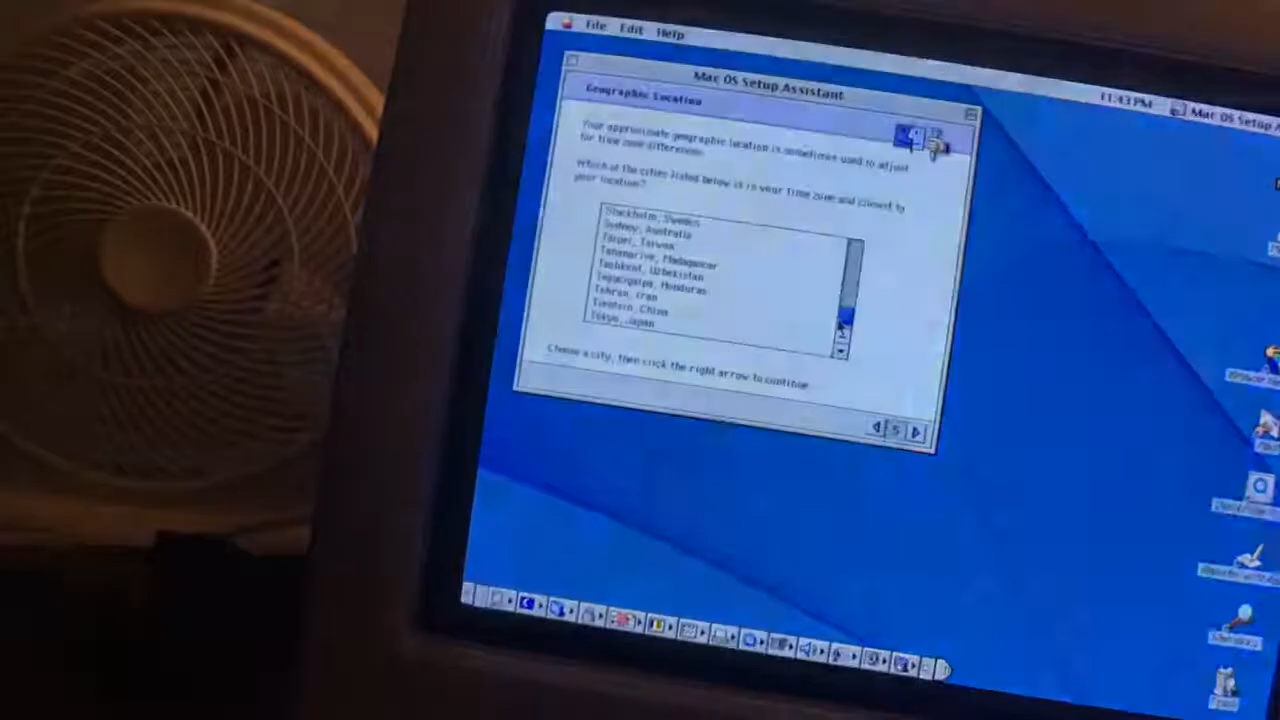 File Edit Help
11:43 PM Mac OS Setup
Mac OS Setup Assistant
Geographic Location
Your approximate geographic location is sometimes used to adjust
for time zone differences.
Which of the cities listed below is in your time zone and closest to
your location?
Stockholm, Sweden
Sydney, Australia
Taipei, Taiwan
Tananarive, Madagascar
Tashkent, Uzbekistan
Tegucigalpa, Honduras
Tehran, Iran
Tientsin, China
Tokyo, Japan
Choose a city, then click the right arrow to continue
5